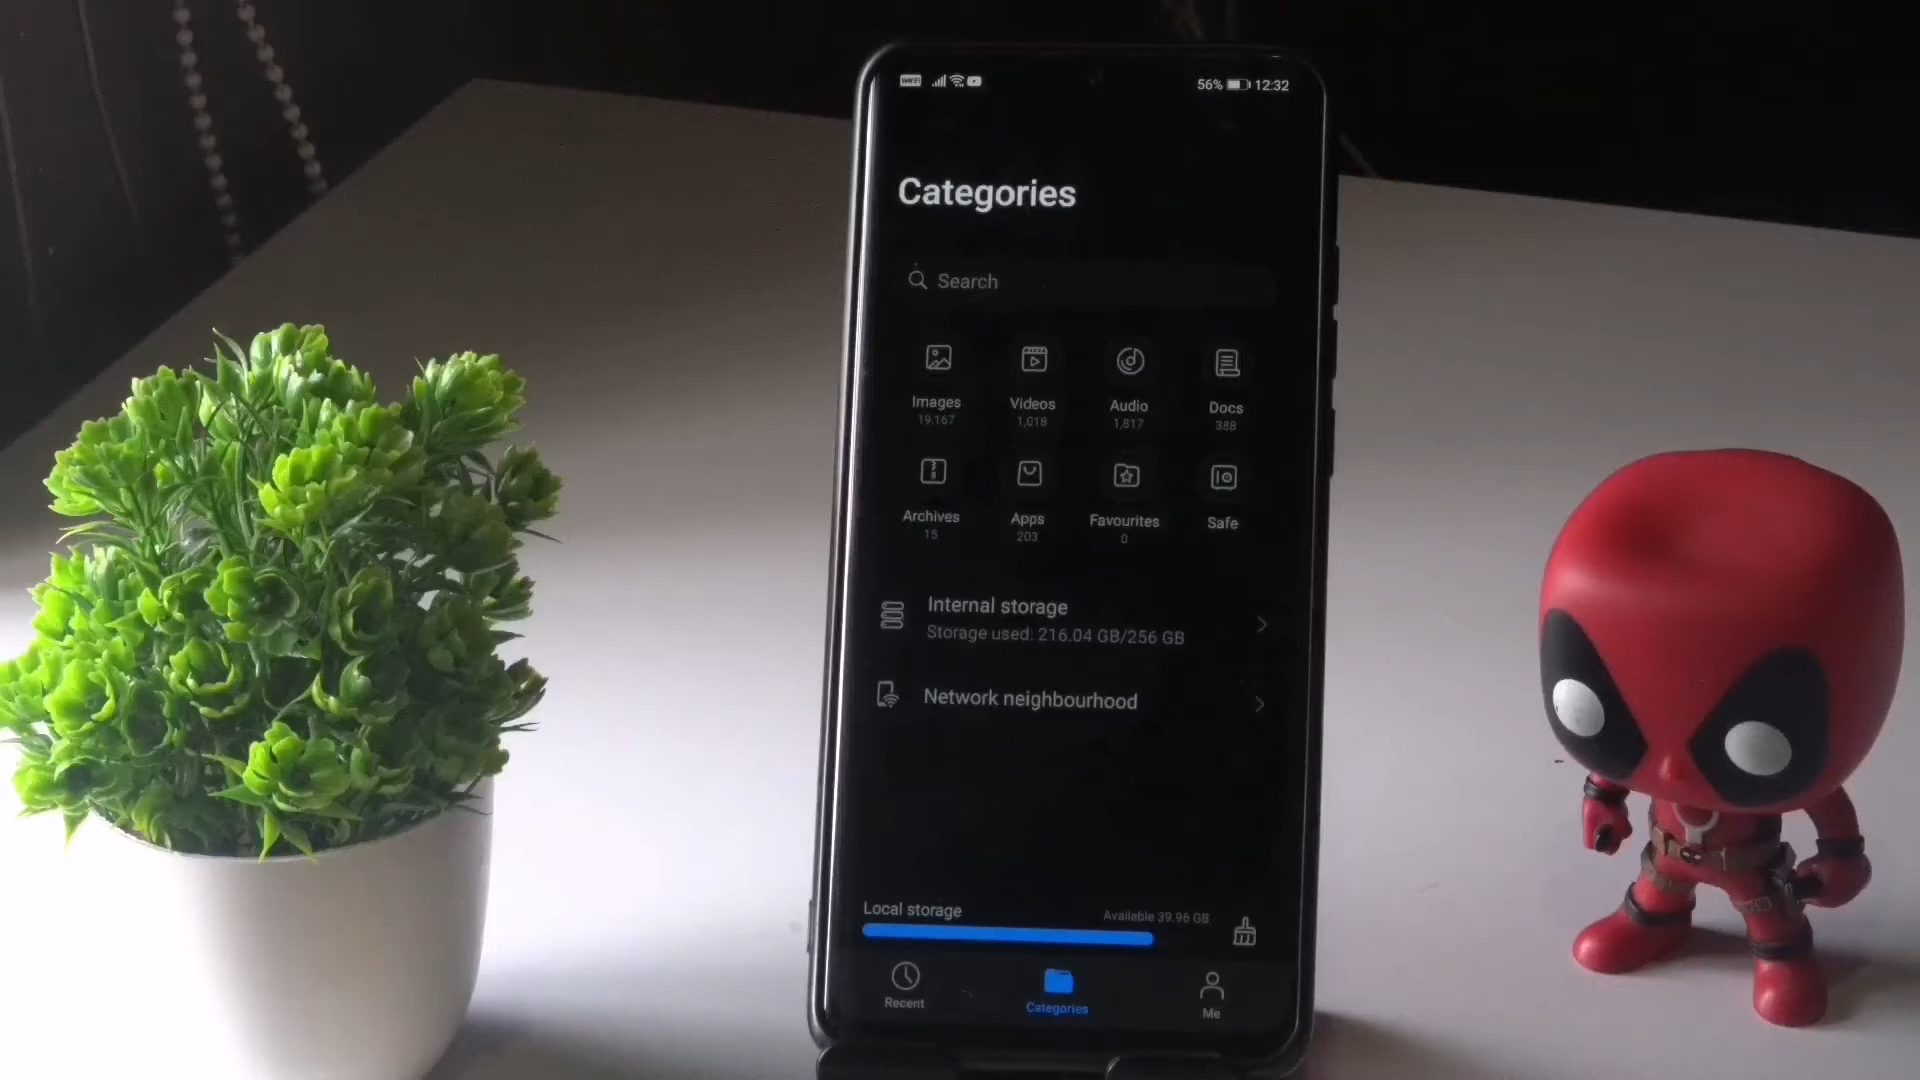 56% 12:32
Categories
Search
Images Videos Audio Docs
19,167 1,018 1,817 388
Archives Apps Favourites Safe
15 203 0
Internal storage
Storage used: 216.04 GB/256 GB
Network neighbourhood
Local storage Available 39.96 GB
Recent Categories Me